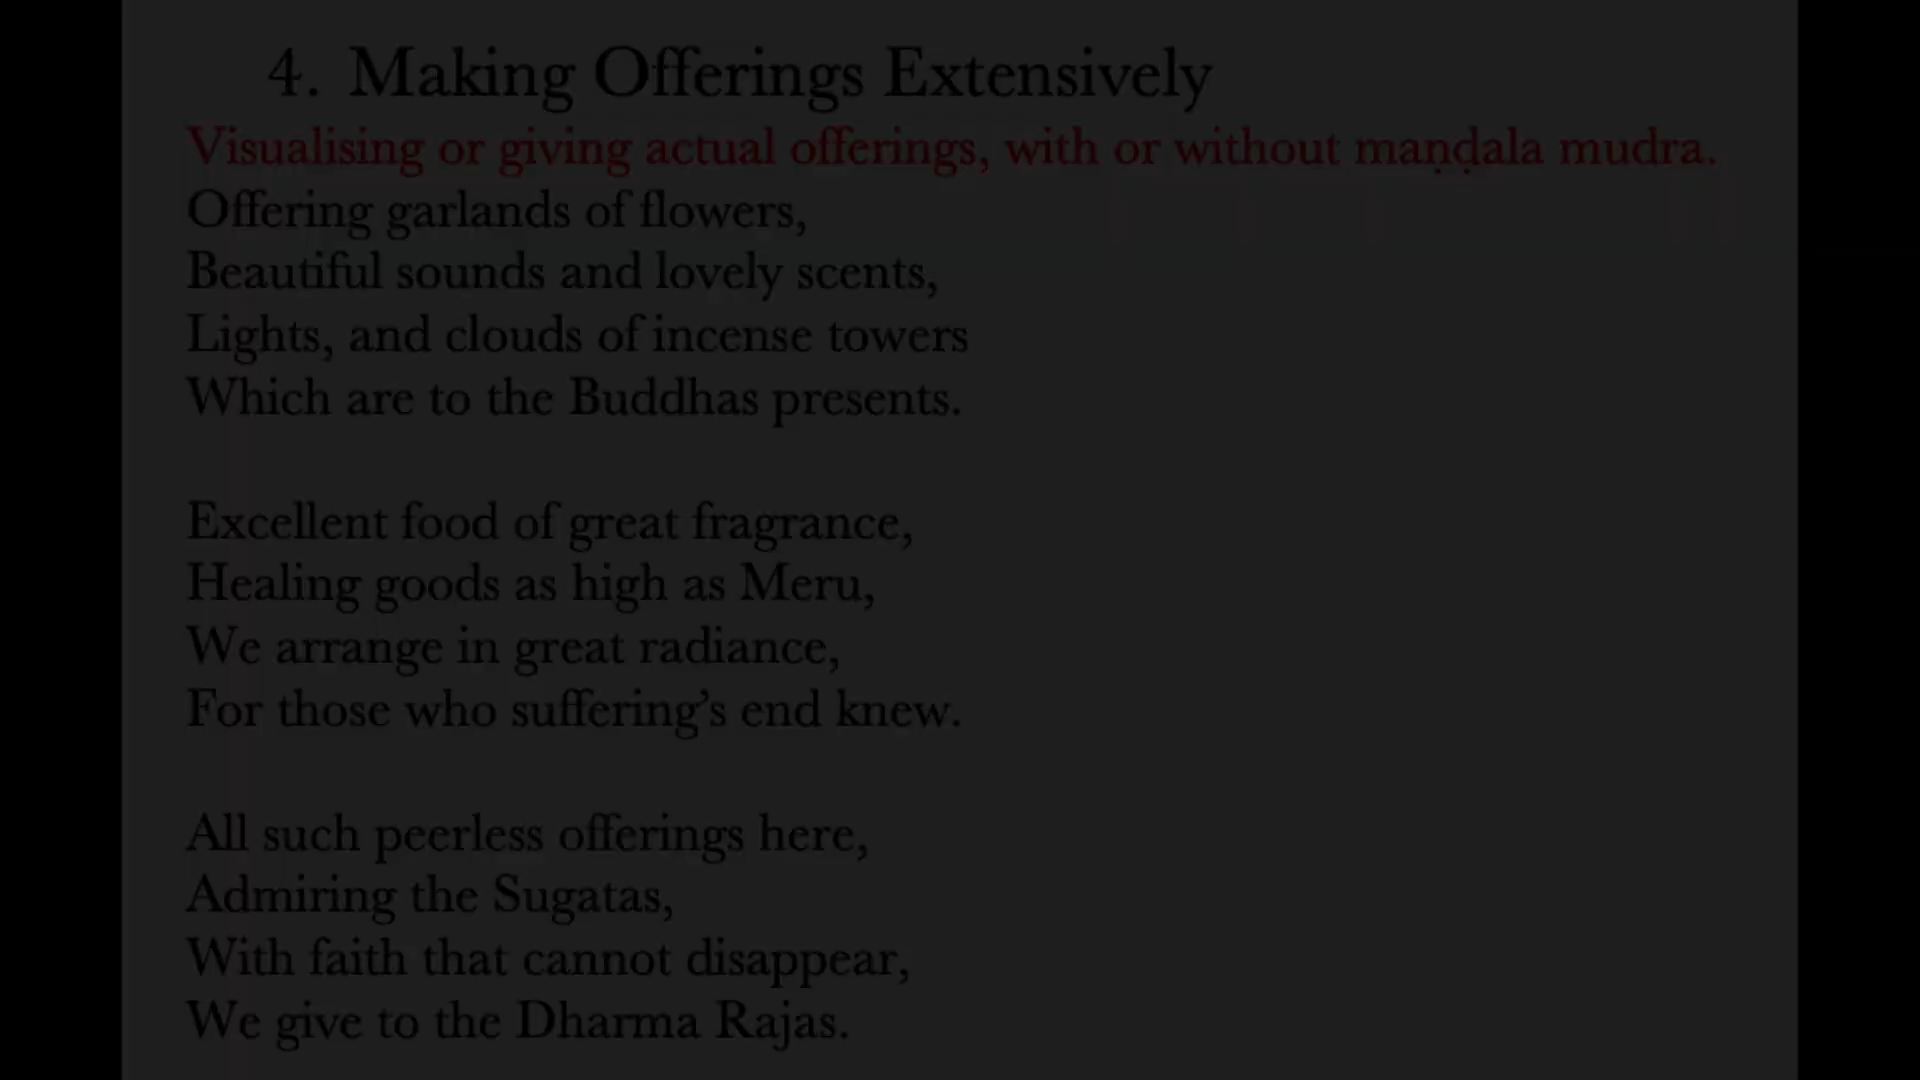 4. Making Offerings Extensively
Visualising or giving actual offerings, with or without maṇḍala mudra.
Offering garlands of flowers,
Beautiful sounds and lovely scents,
Lights, and clouds of incense towers
Which are to the Buddhas presents.
Excellent food of great fragrance,
Healing goods as high as Meru,
We arrange in great radiance,
For those who suffering’s end knew.
All such peerless offerings here,
Admiring the Sugatas,
With faith that cannot disappear,
We give to the Dharma Rajas.